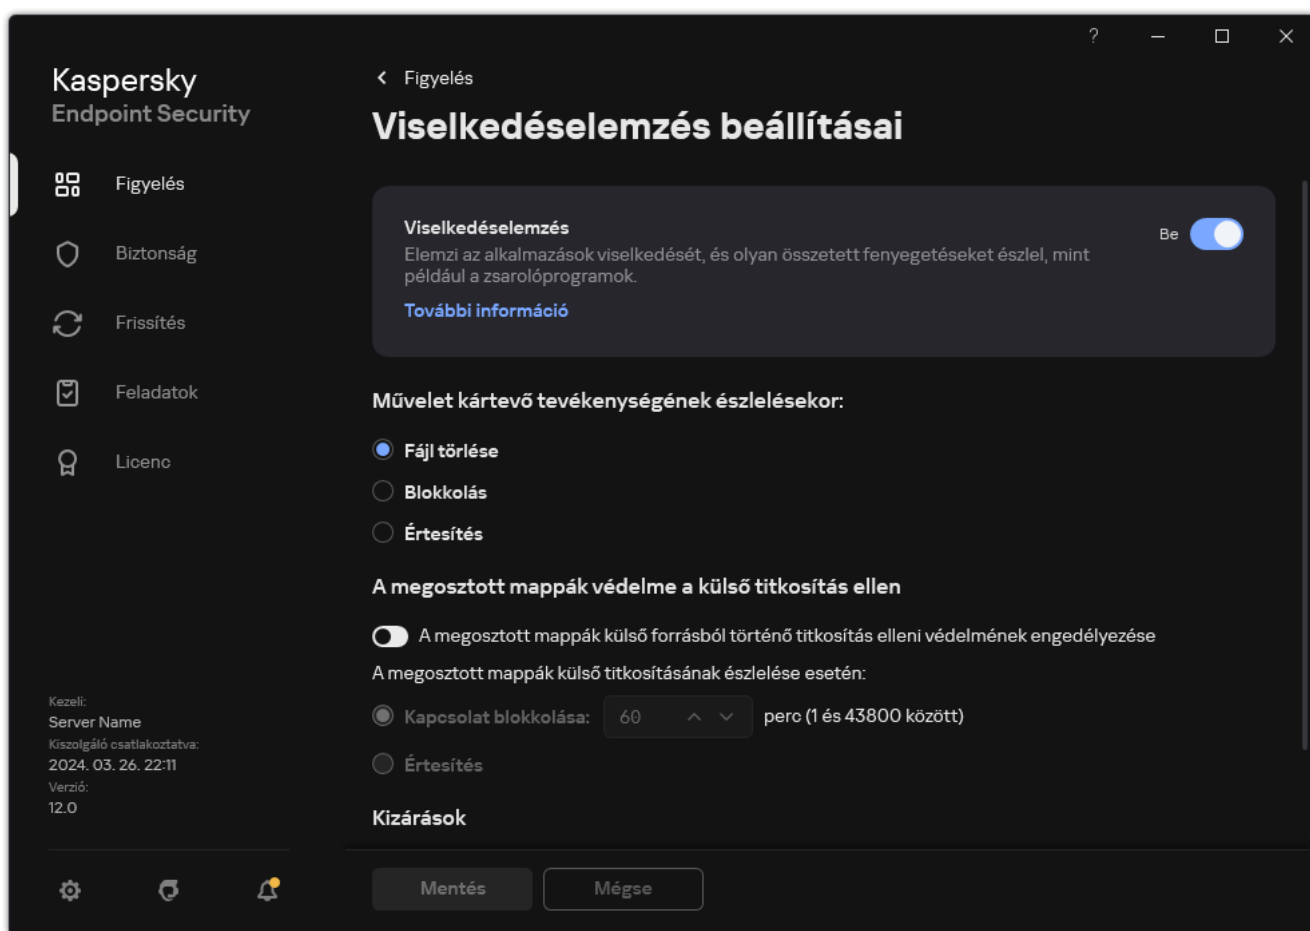 ?
Kaspersky
Endpoint Security
Figyelés
Biztonság
Frissítés
Feladatok
Licenc
Kezeli:
Server Name
Kiszolgáló csatlakoztatva:
2024. 03. 26. 22:11
Verzió:
12.0
Figyelés
Viselkedéselemzés beállításai
Viselkedéselemzés
Be
Elemzi az alkalmazások viselkedését, és olyan összetett fenyegetéseket észlel, mint
például a zsarolóprogramok.
További információ
Művelet kártevő tevékenységének észlelésekor:
Fájl törlése
Blokkolás
Értesítés
A megosztott mappák védelme a külső titkosítás ellen
A megosztott mappák külső forrásból történő titkosítás elleni védelmének engedélyezése
A megosztott mappák külső titkosításának észlelése esetén:
Kapcsolat blokkolása: 60 perc (1 és 43800 között)
Értesítés
Kizárások
Mentés
Mégse